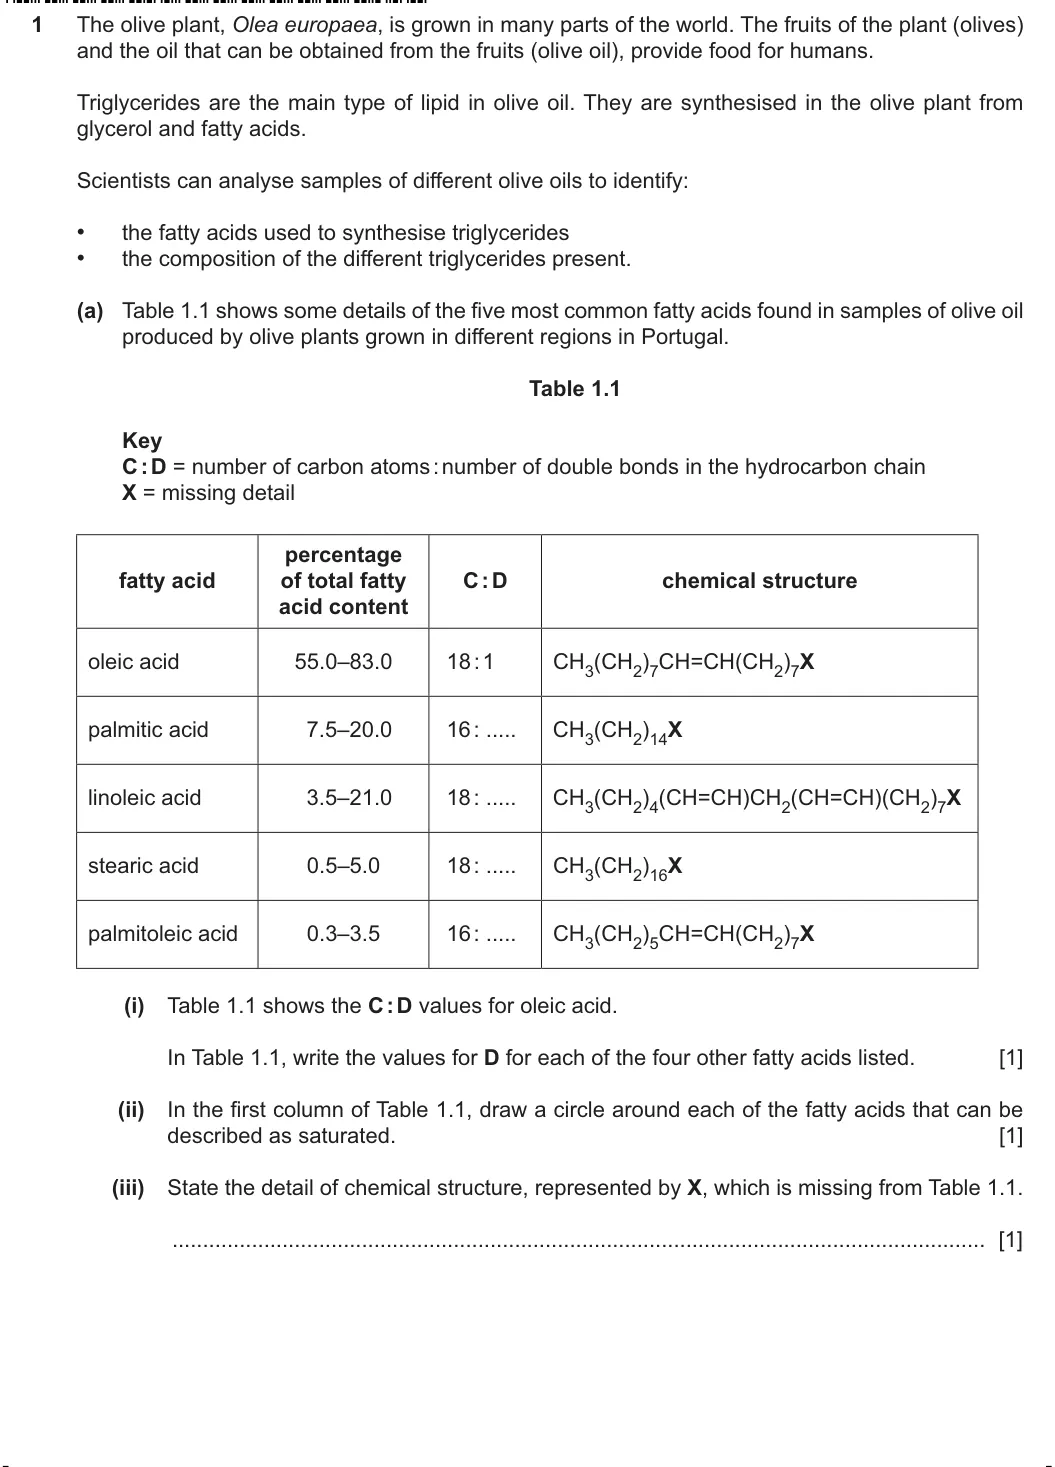 1 The olive plant, Olea europaea, is grown in many parts of the world. The fruits of the plant (olives)
and the oil that can be obtained from the fruits (olive oil), provide food for humans.
Triglycerides are the main type of lipid in olive oil. They are synthesised in the olive plant from
glycerol and fatty acids.
Scientists can analyse samples of different olive oils to identify:
• the fatty acids used to synthesise triglycerides
• the composition of the different triglycerides present.
(a) Table 1.1 shows some details of the five most common fatty acids found in samples of olive oil
produced by olive plants grown in different regions in Portugal.
Table 1.1
Key
C : D = number of carbon atoms : number of double bonds in the hydrocarbon chain
X = missing detail
fatty acid percentage of total fatty acid content C : D chemical structure
oleic acid 55.0–83.0 18 : 1 CH₃(CH₂)₇CH=CH(CH₂)₇X
palmitic acid 7.5–20.0 16 : ..... CH₃(CH₂)₁₄X
linoleic acid 3.5–21.0 18 : ..... CH₃(CH₂)₄(CH=CH)CH₂(CH=CH)(CH₂)₇X
stearic acid 0.5–5.0 18 : ..... CH₃(CH₂)₁₆X
palmitoleic acid 0.3–3.5 16 : ..... CH₃(CH₂)₅CH=CH(CH₂)₇X
(i) Table 1.1 shows the C : D values for oleic acid.
In Table 1.1, write the values for D for each of the four other fatty acids listed. [1]
(ii) In the first column of Table 1.1, draw a circle around each of the fatty acids that can be
described as saturated. [1]
(iii) State the detail of chemical structure, represented by X, which is missing from Table 1.1.
....................................................................................................................................... [1]